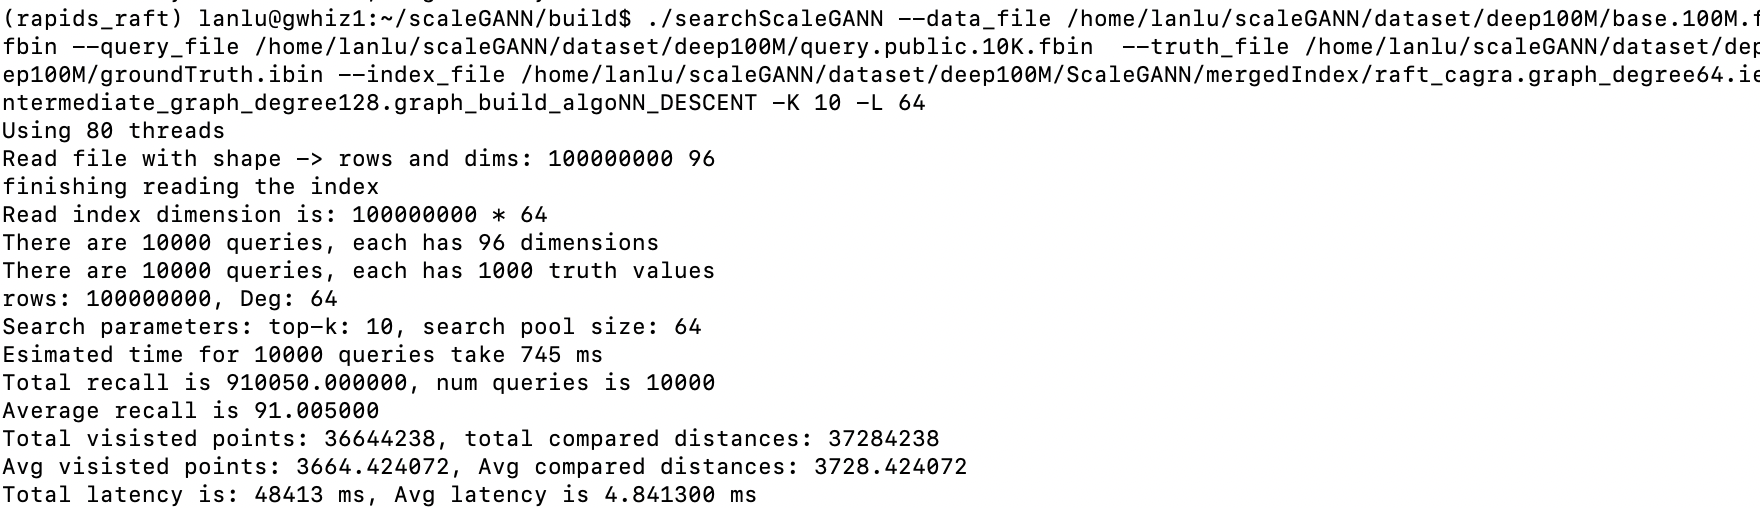 (rapids_raft) lanlu@gwhiz1:~/scaleGANN/build$ ./searchScaleGANN --data_file /home/lanlu/scaleGANN/dataset/deep100M/base.100M.f
fbin --query_file /home/lanlu/scaleGANN/dataset/deep100M/query.public.10K.fbin  --truth_file /home/lanlu/scaleGANN/dataset/dep
ep100M/groundTruth.ibin --index_file /home/lanlu/scaleGANN/dataset/deep100M/ScaleGANN/mergedIndex/raft_cagra.graph_degree64.ie
ntermediate_graph_degree128.graph_build_algoNN_DESCENT -K 10 -L 64
Using 80 threads
Read file with shape -> rows and dims: 100000000 96
finishing reading the index
Read index dimension is: 100000000 * 64
There are 10000 queries, each has 96 dimensions
There are 10000 queries, each has 1000 truth values
rows: 100000000, Deg: 64
Search parameters: top-k: 10, search pool size: 64
Esimated time for 10000 queries take 745 ms
Total recall is 910050.000000, num queries is 10000
Average recall is 91.005000
Total visisted points: 36644238, total compared distances: 37284238
Avg visisted points: 3664.424072, Avg compared distances: 3728.424072
Total latency is: 48413 ms, Avg latency is 4.841300 ms